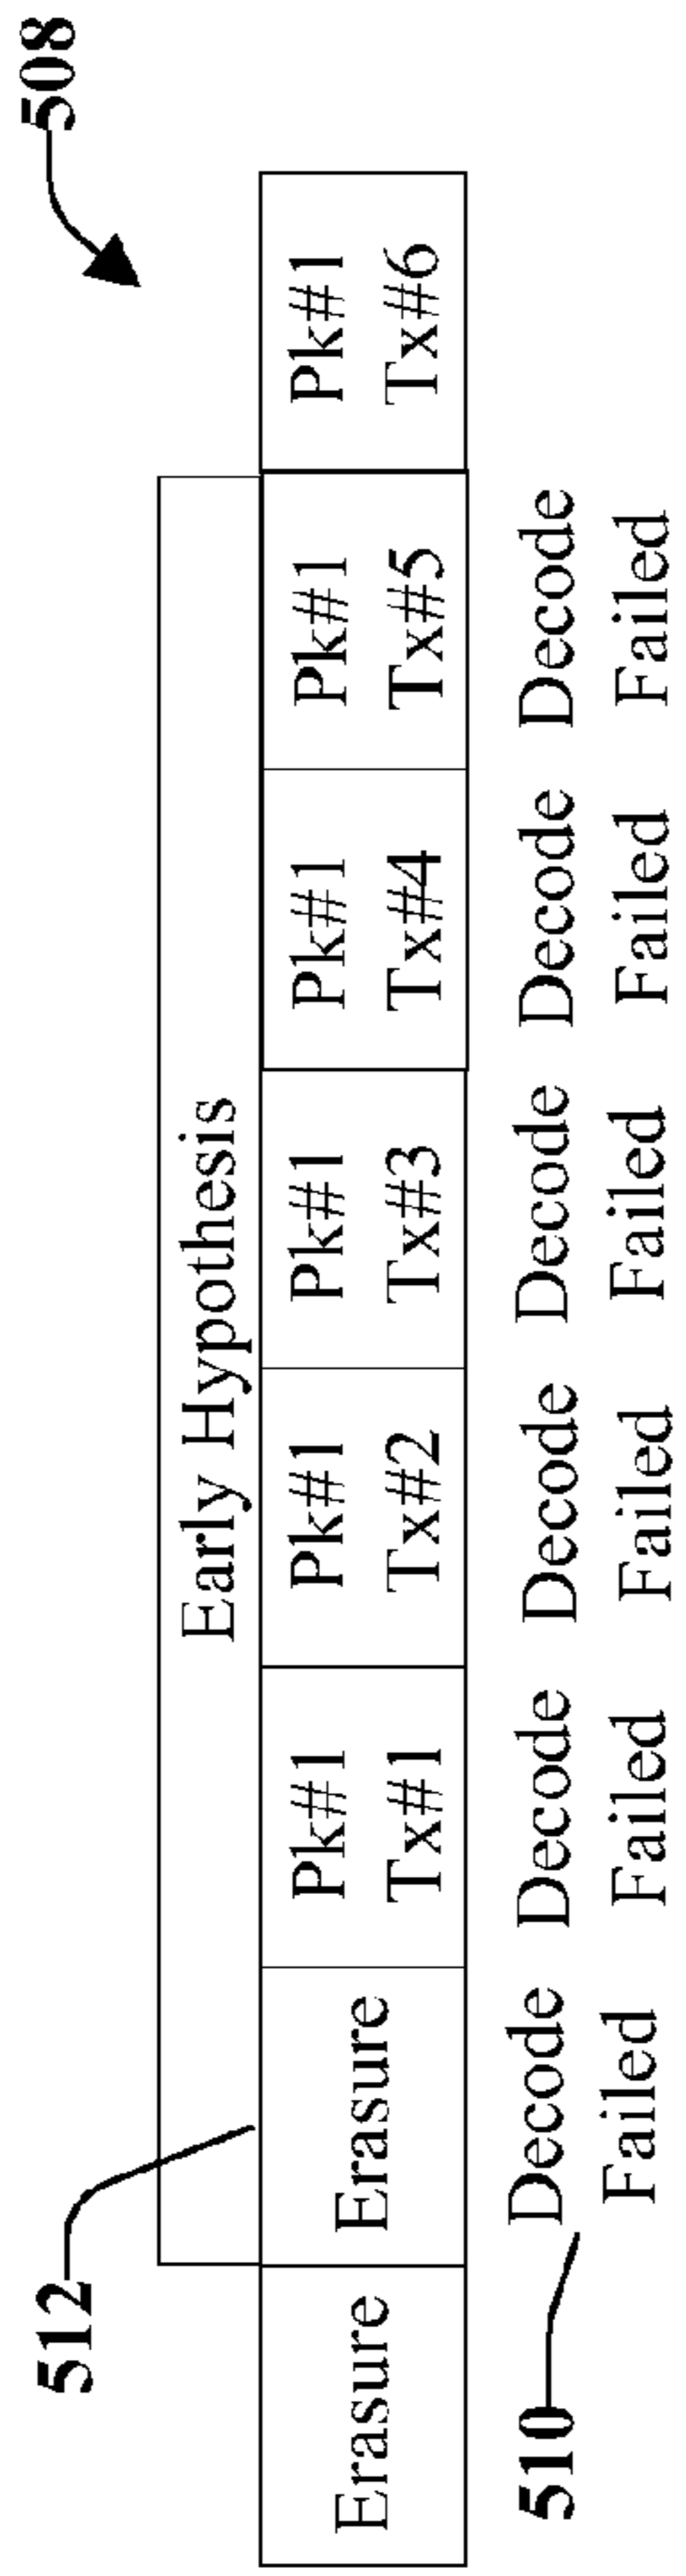 508
512
Early Hypothesis
Erasure
Erasure
Pk#1
Tx#1
Pk#1
Tx#2
Pk#1
Tx#3
Pk#1
Tx#4
Pk#1
Tx#5
Pk#1
Tx#6
510
Decode
Failed
Decode
Failed
Decode
Failed
Decode
Failed
Decode
Failed
Decode
Failed